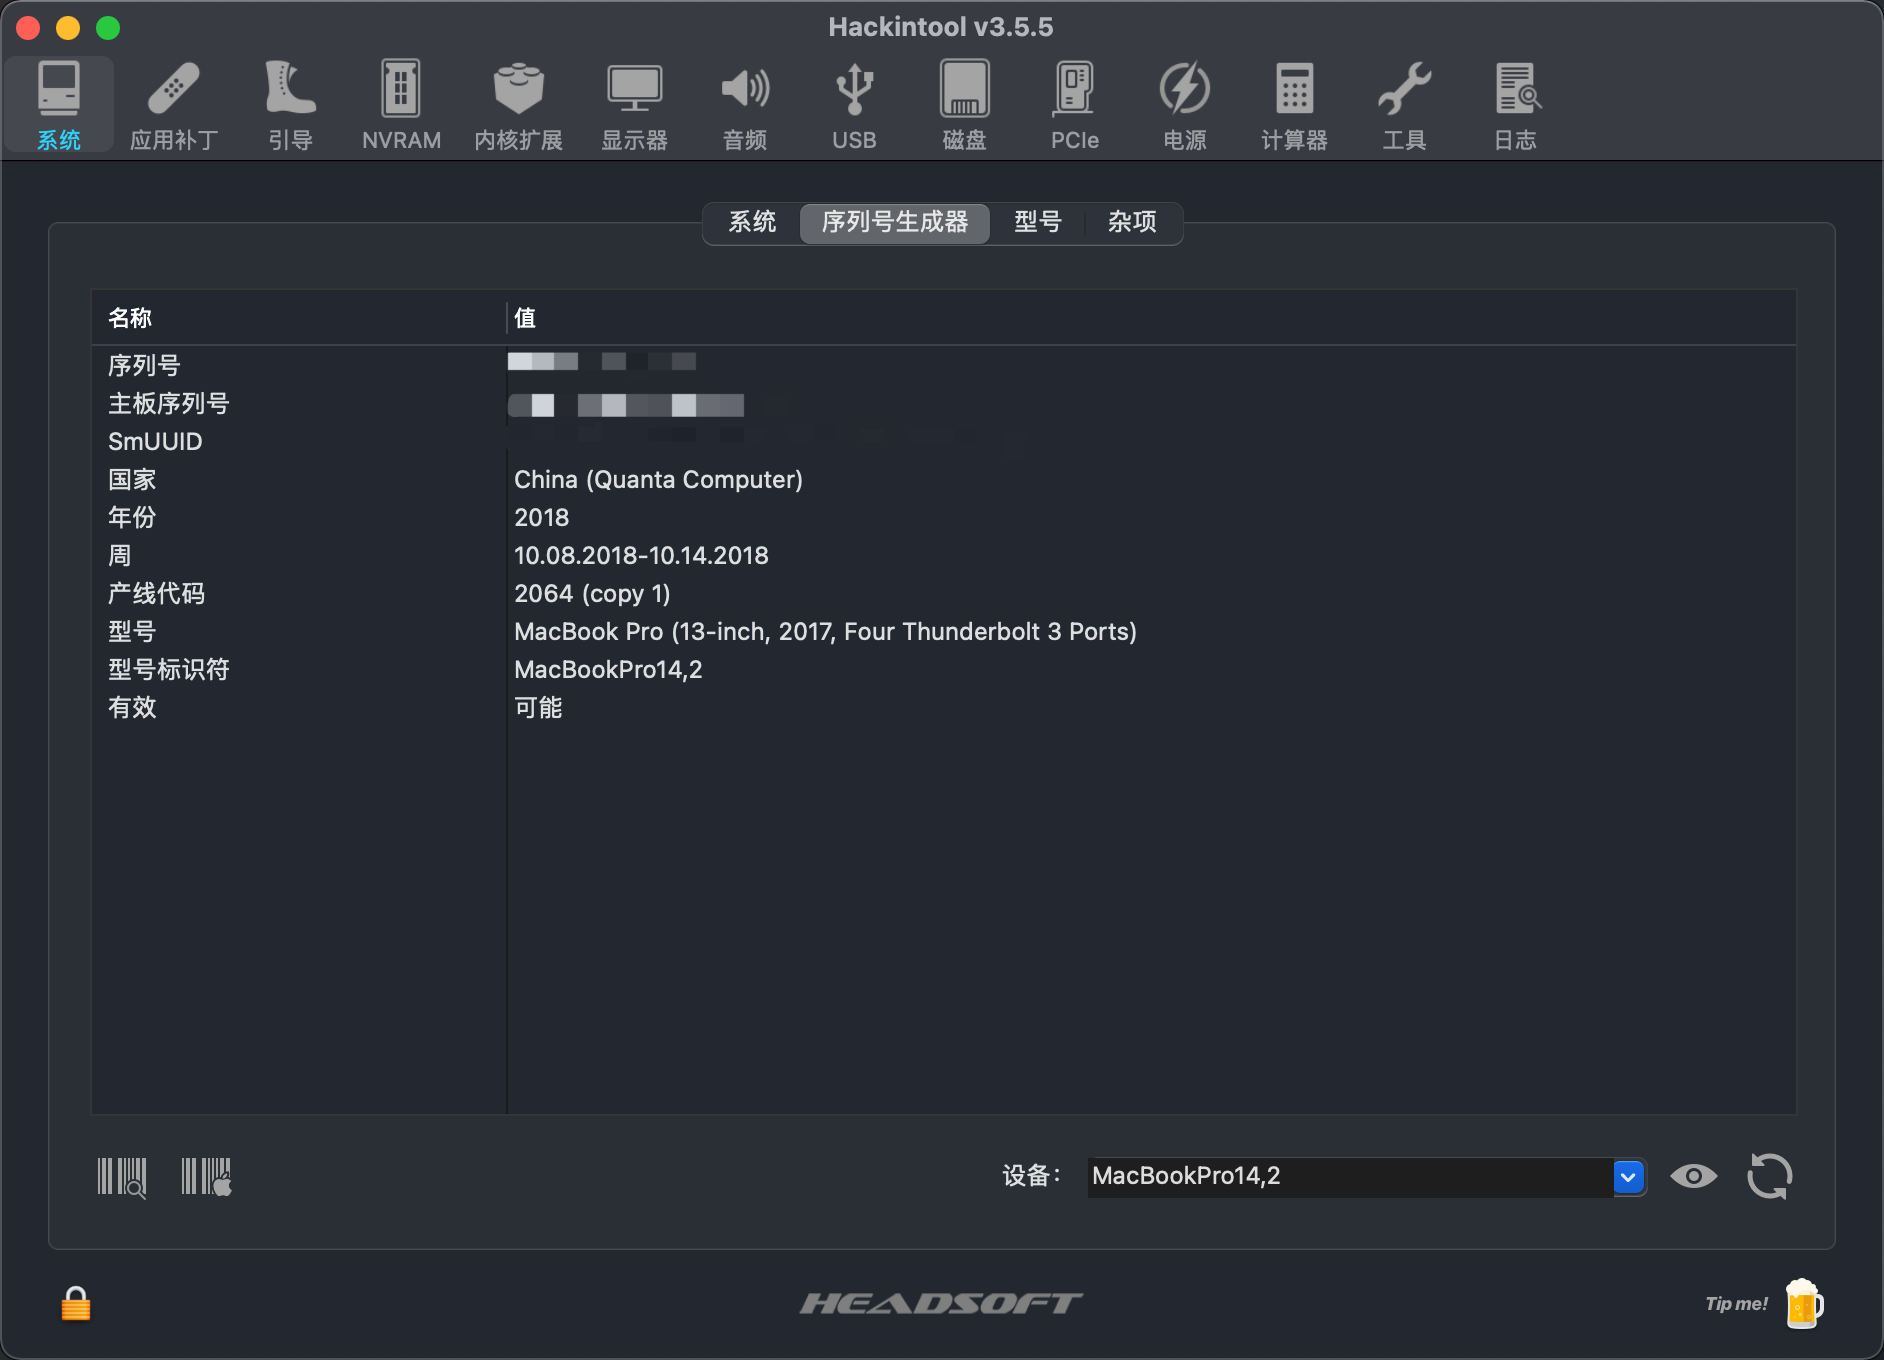 Hackintool v3.5.5
系统 应用补丁 引导 NVRAM 内核扩展 显示器 音频 USB 磁盘 PCIe 电源 计算器 工具 日志
系统 序列号生成器 型号 杂项
名称 值
序列号
主板序列号
SmUUID
国家 China (Quanta Computer)
年份 2018
周 10.08.2018-10.14.2018
产线代码 2064 (copy 1)
型号 MacBook Pro (13-inch, 2017, Four Thunderbolt 3 Ports)
型号标识符 MacBookPro14,2
有效 可能
设备： MacBookPro14,2
HEADSOFT
Tip me!